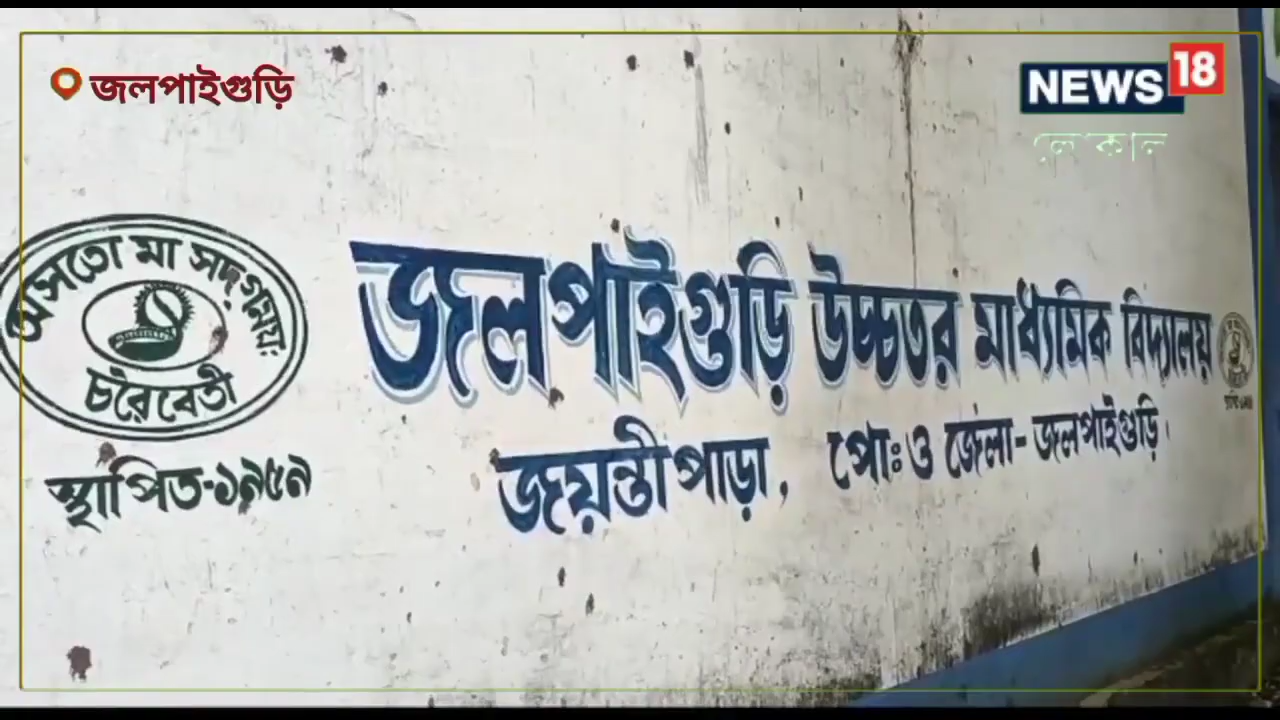 জলপাইগুড়ি
NEWS 18
লোকাল
অসতো মা সদ্গময়ঃ
চরৈবেতী
স্থাপিত-১৯৫৯
জলপাইগুড়ি উচ্চতর মাধ্যমিক বিদ্যালয়
জয়ন্তী পাড়া, পোঃ ও জেলা- জলপাইগুড়ি।